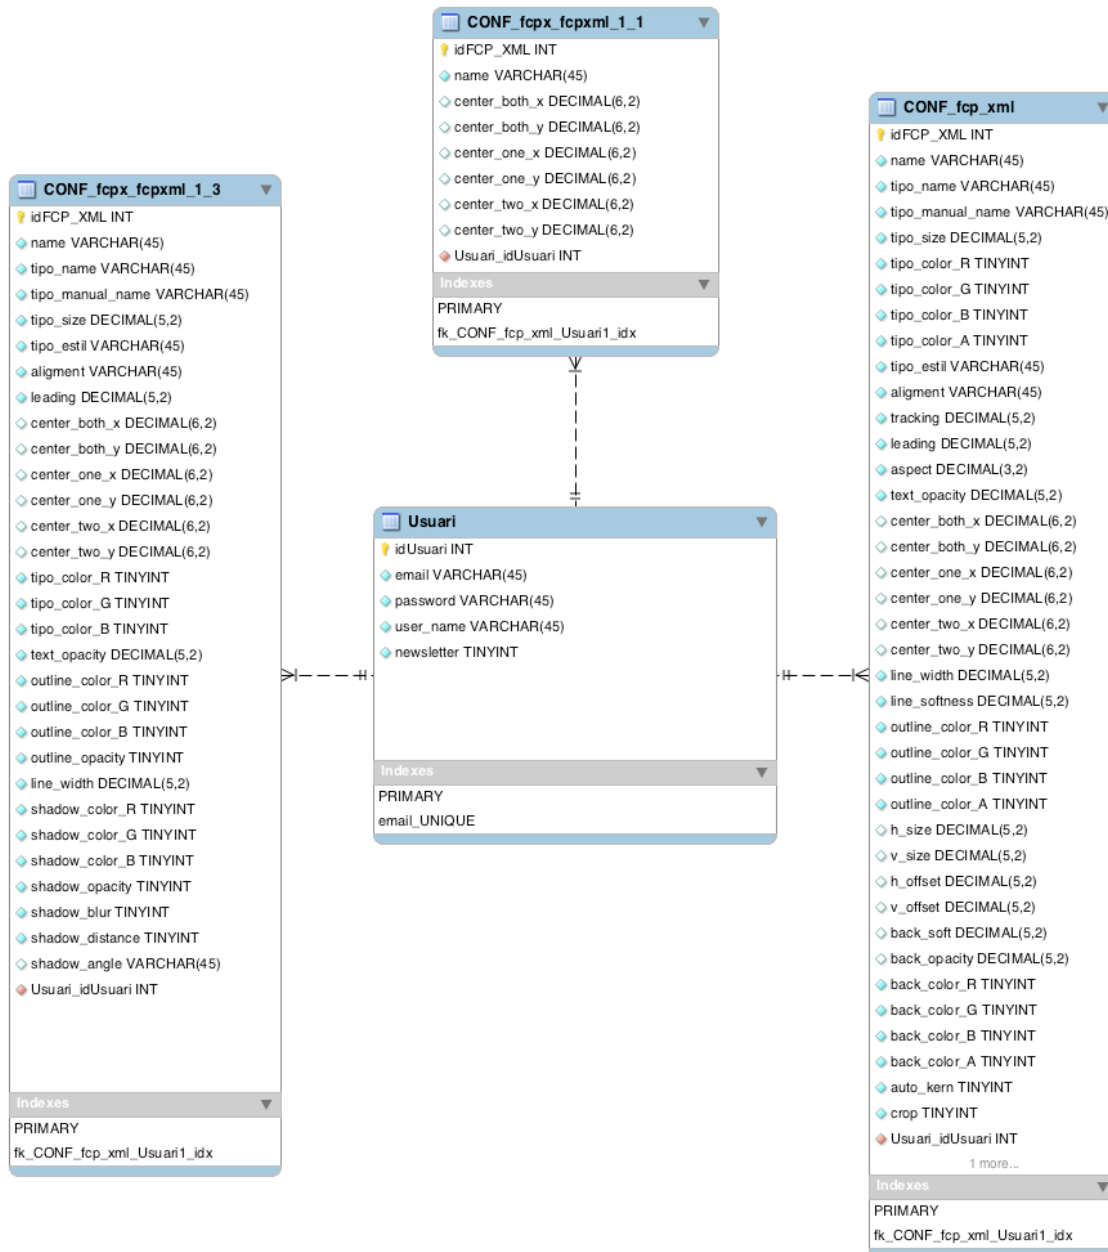 CONF_fcpx_fcpxml_1_1
idFCP_XML INT
name VARCHAR(45)
center_both_x DECIMAL(6,2)
center_both_y DECIMAL(6,2)
center_one_x DECIMAL(6,2)
center_one_y DECIMAL(6,2)
center_two_x DECIMAL(6,2)
center_two_y DECIMAL(6,2)
Usuari_idUsuari INT
Indexes
PRIMARY
fk_CONF_fcp_xml_Usuari1_idx
CONF_fcpx_fcpxml_1_3
idFCP_XML INT
name VARCHAR(45)
tipo_name VARCHAR(45)
tipo_manual_name VARCHAR(45)
tipo_size DECIMAL(5,2)
tipo_estil VARCHAR(45)
aligment VARCHAR(45)
leading DECIMAL(5,2)
center_both_x DECIMAL(6,2)
center_both_y DECIMAL(6,2)
center_one_x DECIMAL(6,2)
center_one_y DECIMAL(6,2)
center_two_x DECIMAL(6,2)
center_two_y DECIMAL(6,2)
tipo_color_R TINYINT
tipo_color_G TINYINT
tipo_color_B TINYINT
text_opacity DECIMAL(5,2)
outline_color_R TINYINT
outline_color_G TINYINT
outline_color_B TINYINT
outline_opacity TINYINT
line_width DECIMAL(5,2)
shadow_color_R TINYINT
shadow_color_G TINYINT
shadow_color_B TINYINT
shadow_opacity TINYINT
shadow_blur TINYINT
shadow_distance TINYINT
shadow_angle VARCHAR(45)
Usuari_idUsuari INT
Indexes
PRIMARY
fk_CONF_fcp_xml_Usuari1_idx
Usuari
idUsuari INT
email VARCHAR(45)
password VARCHAR(45)
user_name VARCHAR(45)
newsletter TINYINT
Indexes
PRIMARY
email_UNIQUE
CONF_fcp_xml
idFCP_XML INT
name VARCHAR(45)
tipo_name VARCHAR(45)
tipo_manual_name VARCHAR(45)
tipo_size DECIMAL(5,2)
tipo_color_R TINYINT
tipo_color_G TINYINT
tipo_color_B TINYINT
tipo_color_A TINYINT
tipo_estil VARCHAR(45)
aligment VARCHAR(45)
tracking DECIMAL(5,2)
leading DECIMAL(5,2)
aspect DECIMAL(3,2)
text_opacity DECIMAL(5,2)
center_both_x DECIMAL(6,2)
center_both_y DECIMAL(6,2)
center_one_x DECIMAL(6,2)
center_one_y DECIMAL(6,2)
center_two_x DECIMAL(6,2)
center_two_y DECIMAL(6,2)
line_width DECIMAL(5,2)
line_softness DECIMAL(5,2)
outline_color_R TINYINT
outline_color_G TINYINT
outline_color_B TINYINT
outline_color_A TINYINT
h_size DECIMAL(5,2)
v_size DECIMAL(5,2)
h_offset DECIMAL(5,2)
v_offset DECIMAL(5,2)
back_soft DECIMAL(5,2)
back_opacity DECIMAL(5,2)
back_color_R TINYINT
back_color_G TINYINT
back_color_B TINYINT
back_color_A TINYINT
auto_kern TINYINT
crop TINYINT
Usuari_idUsuari INT
1 more...
Indexes
PRIMARY
fk_CONF_fcp_xml_Usuari1_idx